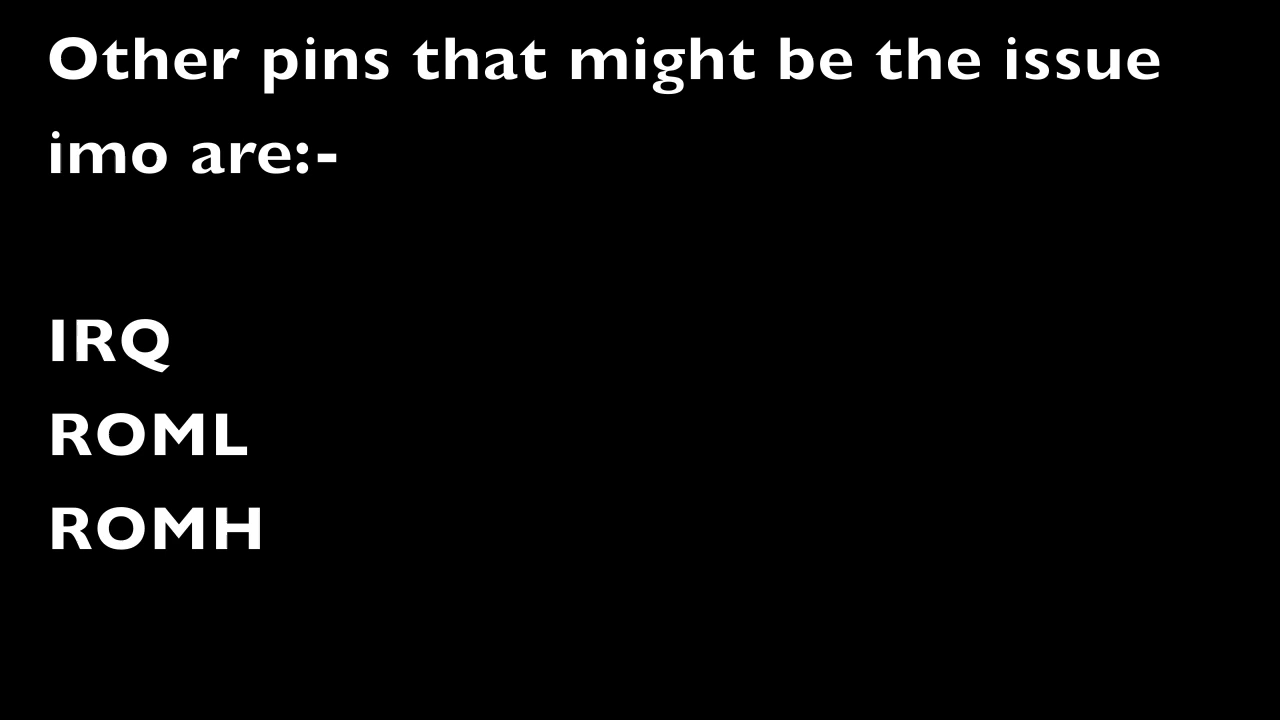 Other pins that might be the issue
imo are:-
IRQ
ROML
ROMH